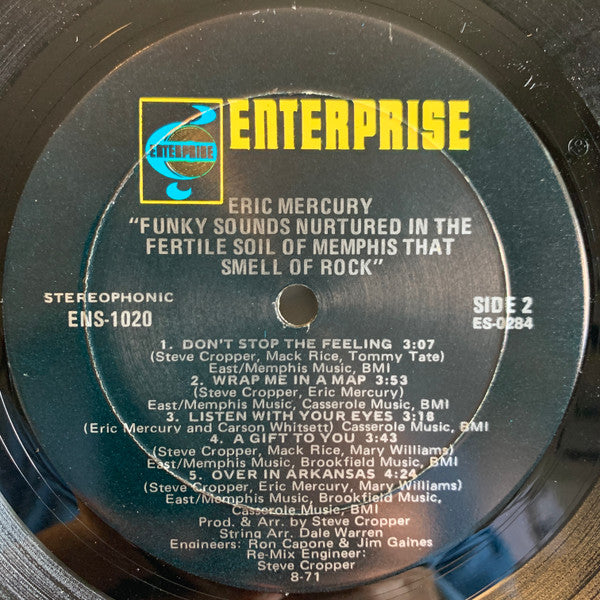 ENTERPRISE
ENTERPRISE
ERIC MERCURY
"FUNKY SOUNDS NURTURED IN THE
FERTILE SOIL OF MEMPHIS THAT
SMELL OF ROCK"
STEREOPHONIC
ENS-1020
SIDE 2
ES-0284
1. DON'T STOP THE FEELING 3:07
(Steve Cropper, Mack Rice, Tommy Tate)
East/Memphis Music, BMI
2. WRAP ME IN A MAP 3:53
(Steve Cropper, Eric Mercury)
East/Memphis Music, Casserole Music, BMI
3. LISTEN WITH YOUR EYES 3:18
(Eric Mercury and Carson Whitsett) Casserole Music, BMI
4. A GIFT TO YOU 3:43
(Steve Cropper, Mack Rice, Mary Williams)
East/Memphis Music, Brookfield Music, BMI
5. OVER IN ARKANSAS 4:24
(Steve Cropper, Eric Mercury, Mary Williams)
East/Memphis Music, Brookfield Music,
Casserole Music, BMI
Prod. & Arr. by Steve Cropper
String Arr. Dale Warren
Engineers: Ron Capone & Jim Gaines
Re-Mix Engineer:
Steve Cropper
8-71